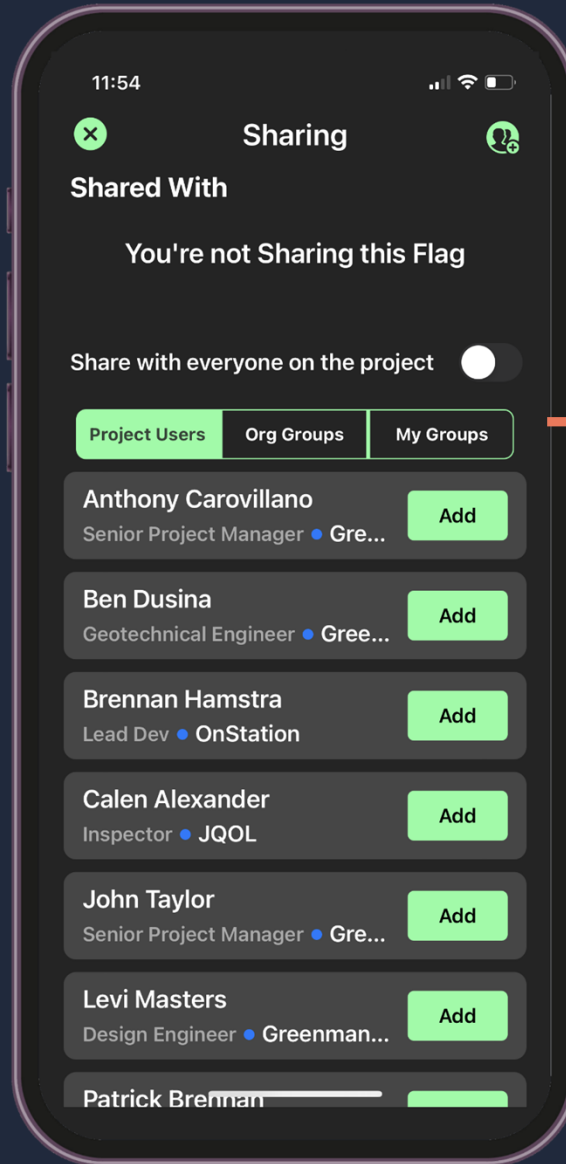 11:54
Sharing
Shared With
You're not Sharing this Flag
Share with everyone on the project
Project Users
Org Groups
My Groups
Anthony Carovillano
Senior Project Manager • Gre...
Add
Ben Dusina
Geotechnical Engineer • Gree...
Add
Brennan Hamstra
Lead Dev • OnStation
Add
Calen Alexander
Inspector • JQOL
Add
John Taylor
Senior Project Manager • Gre...
Add
Levi Masters
Design Engineer • Greenman...
Add
Patrick Brennan